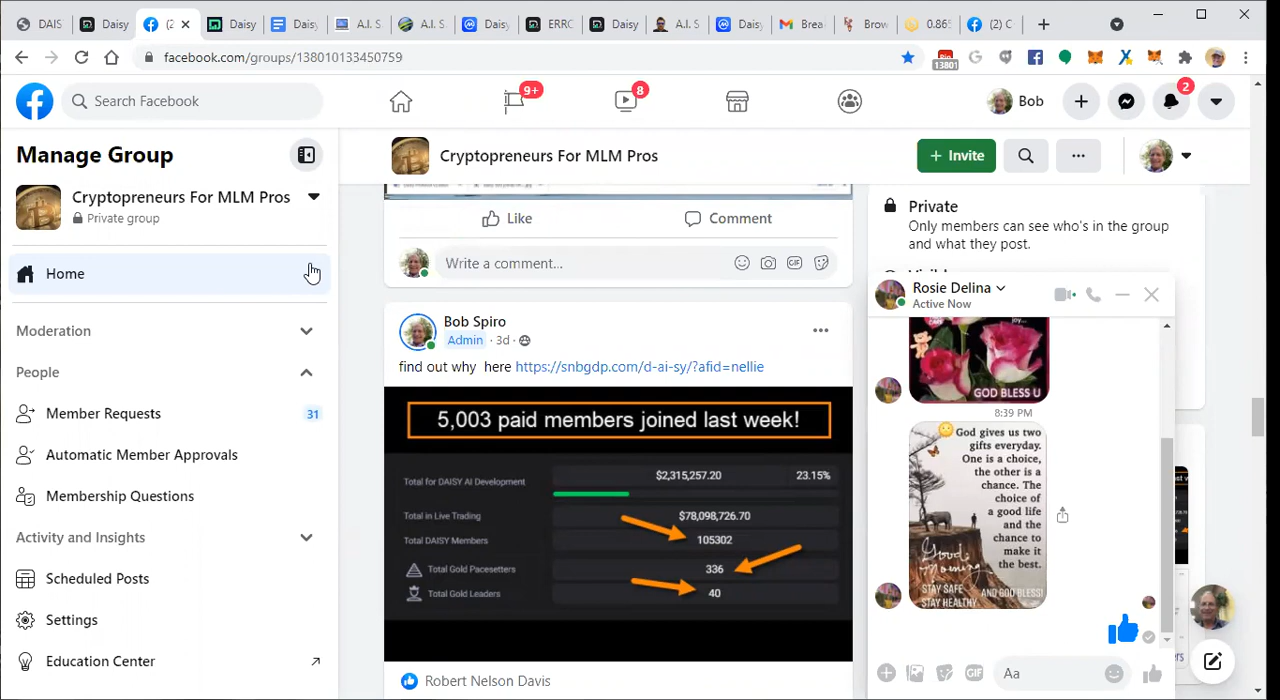 DAIS
Daisy
(2
Daisy
Daisy
A.I. S
A.I. S
Daisy
ERRC
Daisy
A.I. S
Daisy
Brea
Brow
0.86
(2) C
facebook.com/groups/138010133450759
13801
Search Facebook
9+
8
Bob
2
Manage Group
Cryptopreneurs For MLM Pros
Private group
Home
Moderation
People
Member Requests
31
Automatic Member Approvals
Membership Questions
Activity and Insights
Scheduled Posts
Settings
Education Center
Cryptopreneurs For MLM Pros
Invite
Like
Comment
Write a comment...
GIF
Bob Spiro
Admin · 3d ·
find out why here https://snbgdp.com/d-ai-sy/?afid=nellie
5,003 paid members joined last week!
Total for DAISY AI Development
$2,315,257.20
23.15%
Total in Live Trading
$78,098,726.70
Total DAISY Members
105302
Total Gold Pacesetters
336
Total Gold Leaders
40
Robert Nelson Davis
Private
Only members can see who's in the group
and what they post.
Rosie Delina
Active Now
joy...
GOD BLESS U
8:39 PM
God gives us two
gifts everyday.
One is a choice,
the other is a
chance. The
choice of
a good life
and the
chance to
make it
the best.
Good
Morning
STAY SAFE
STAY HEALTHY
AND GOD BLESS!
GIF
Aa